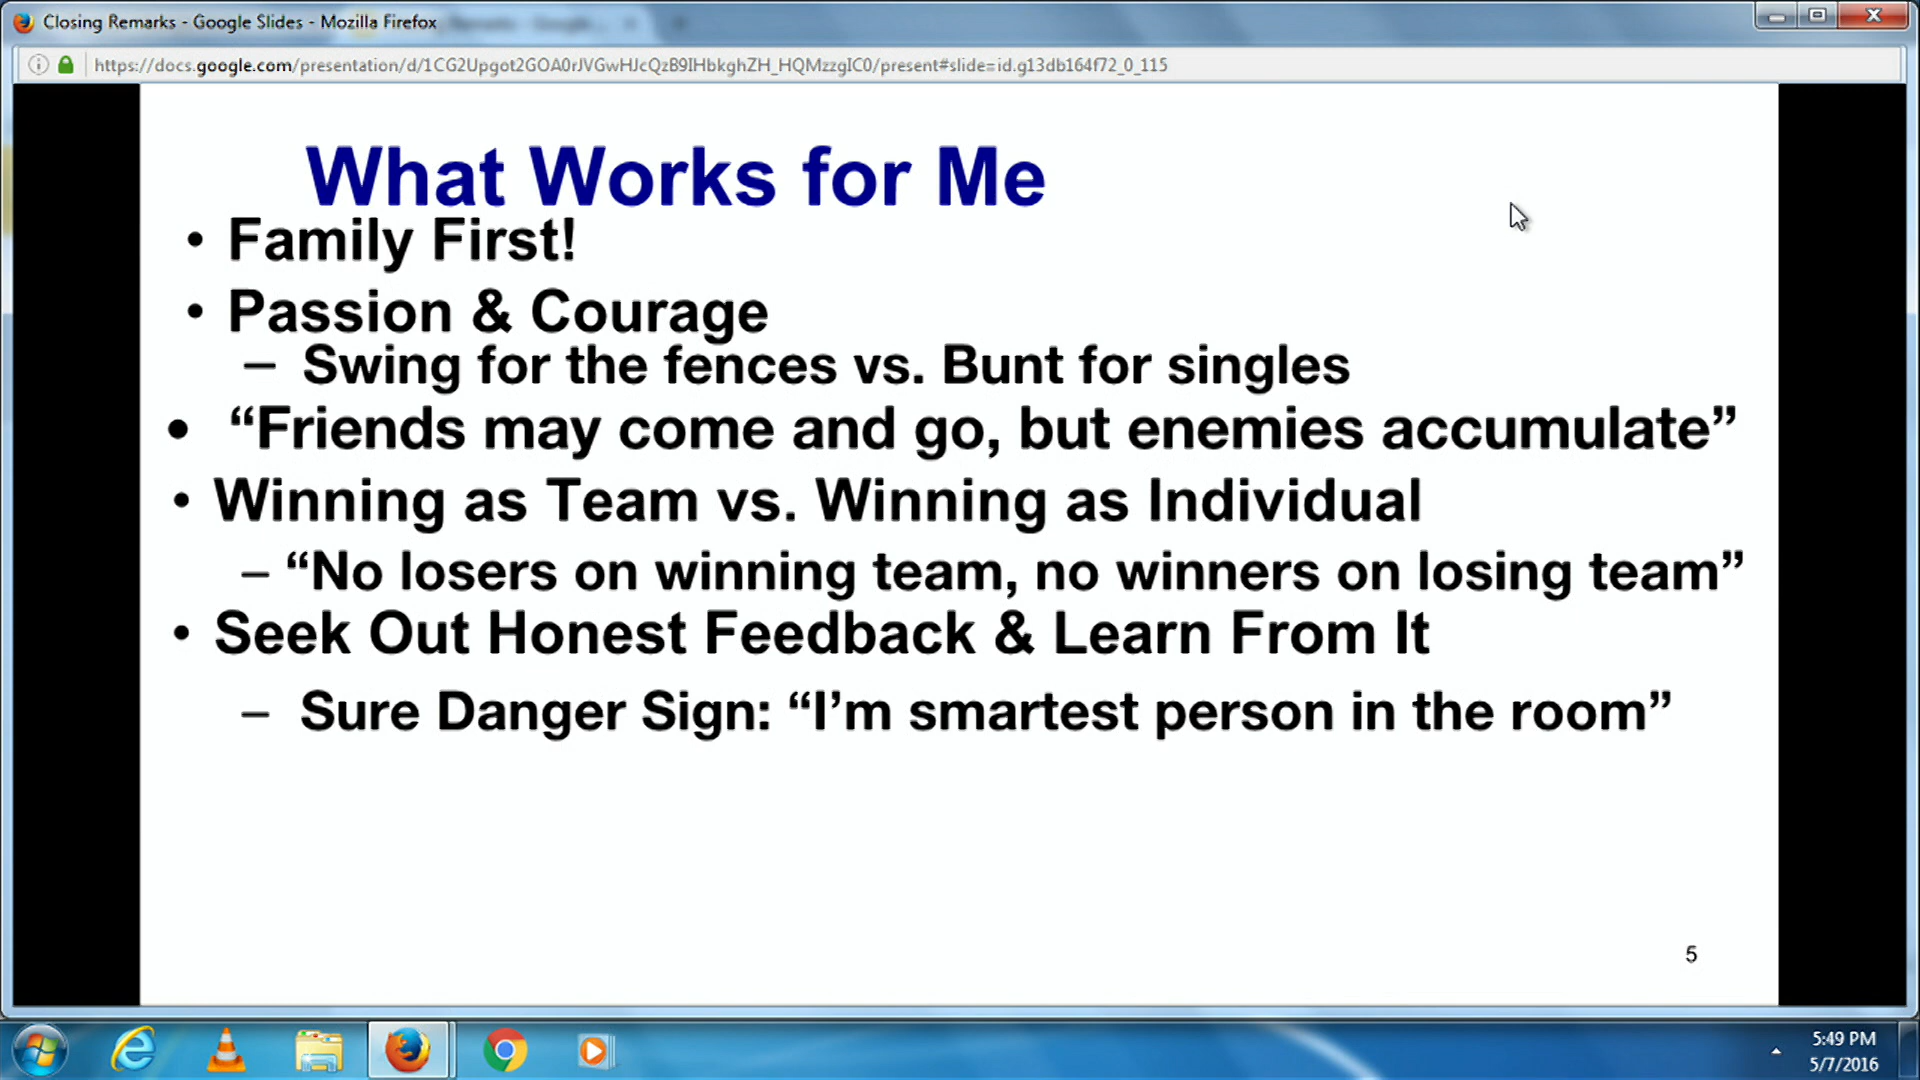 Closing Remarks - Google Slides - Mozilla Firefox
https://docs.google.com/presentation/d/1CG2Upgot2GOA0rJVGwHJcQzB9IHbkghZH_HQMzzgIC0/present#slide=id.g13db164f72_0_115
What Works for Me
• Family First!
• Passion & Courage
– Swing for the fences vs. Bunt for singles
• “Friends may come and go, but enemies accumulate”
• Winning as Team vs. Winning as Individual
– “No losers on winning team, no winners on losing team”
• Seek Out Honest Feedback & Learn From It
– Sure Danger Sign: “I’m smartest person in the room”
5
5:49 PM
5/7/2016